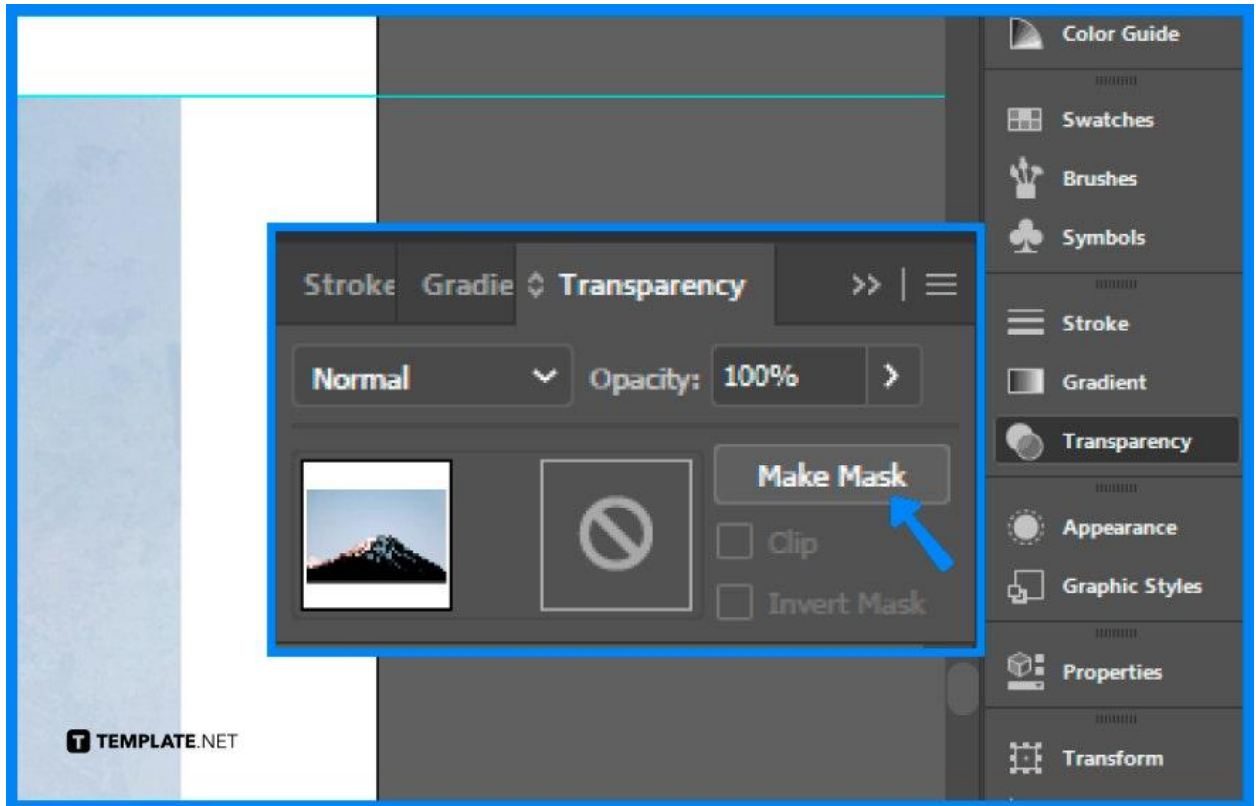 Color Guide
Swatches
Brushes
Symbols
Stroke Gradie Transparency >> | ☰
Stroke
Normal Opacity: 100% >
Gradient
Transparency
Make Mask
Clip
Appearance
Invert Mask
Graphic Styles
Properties
T TEMPLATE.NET
Transform